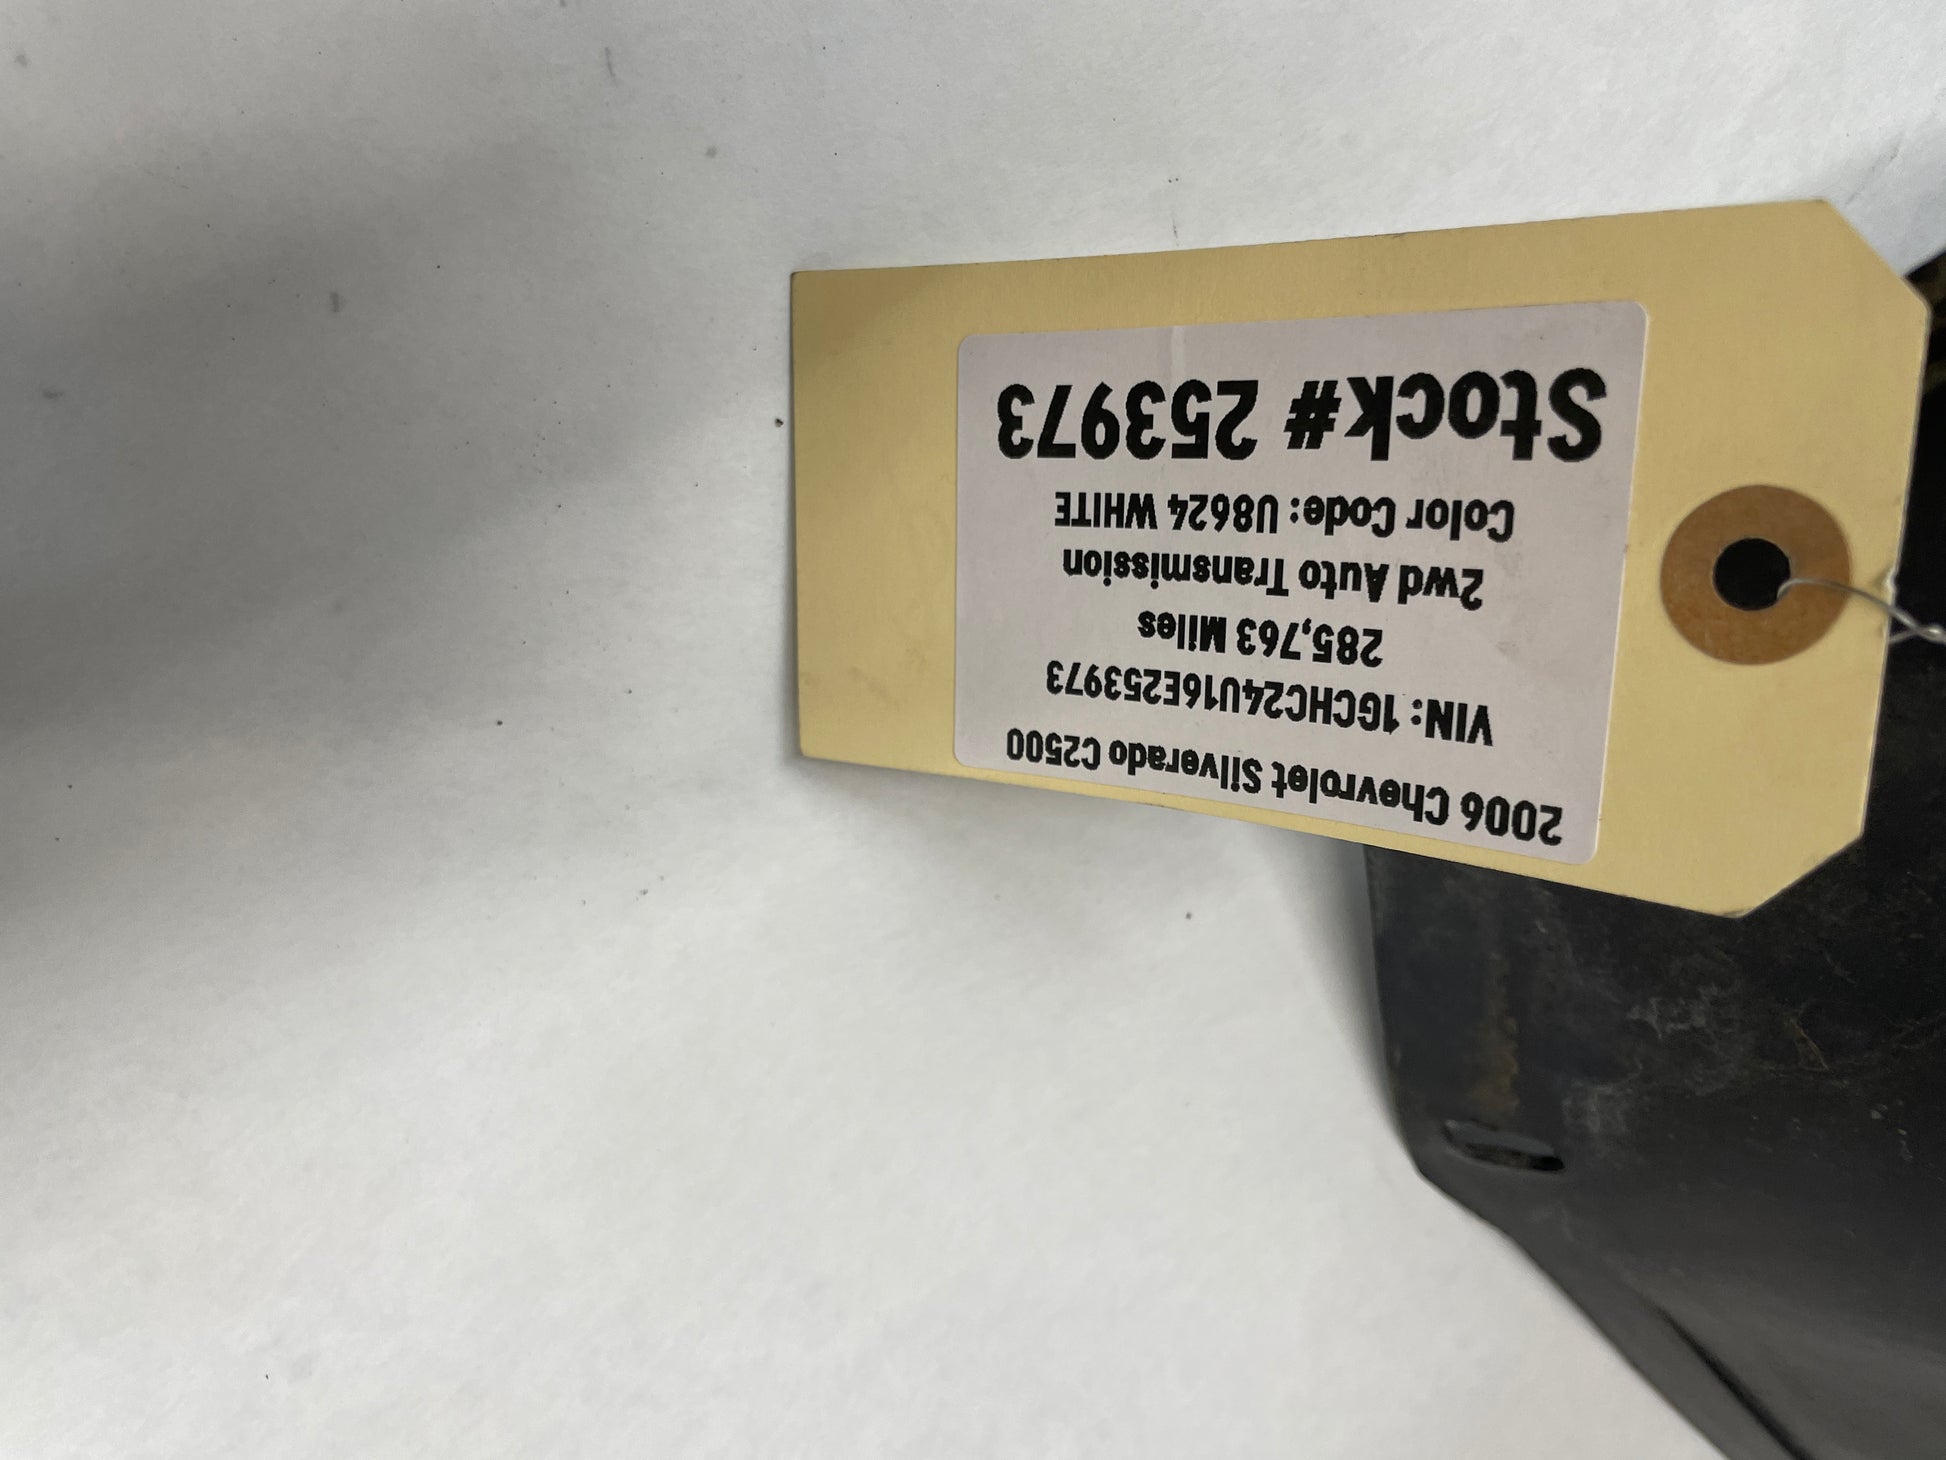 2006 Chevrolet Silverado C2500
VIN: 1GCHC24U16E253973
285,763 Miles
2wd Auto Transmission
Color Code: U8624 WHITE
Stock# 253973